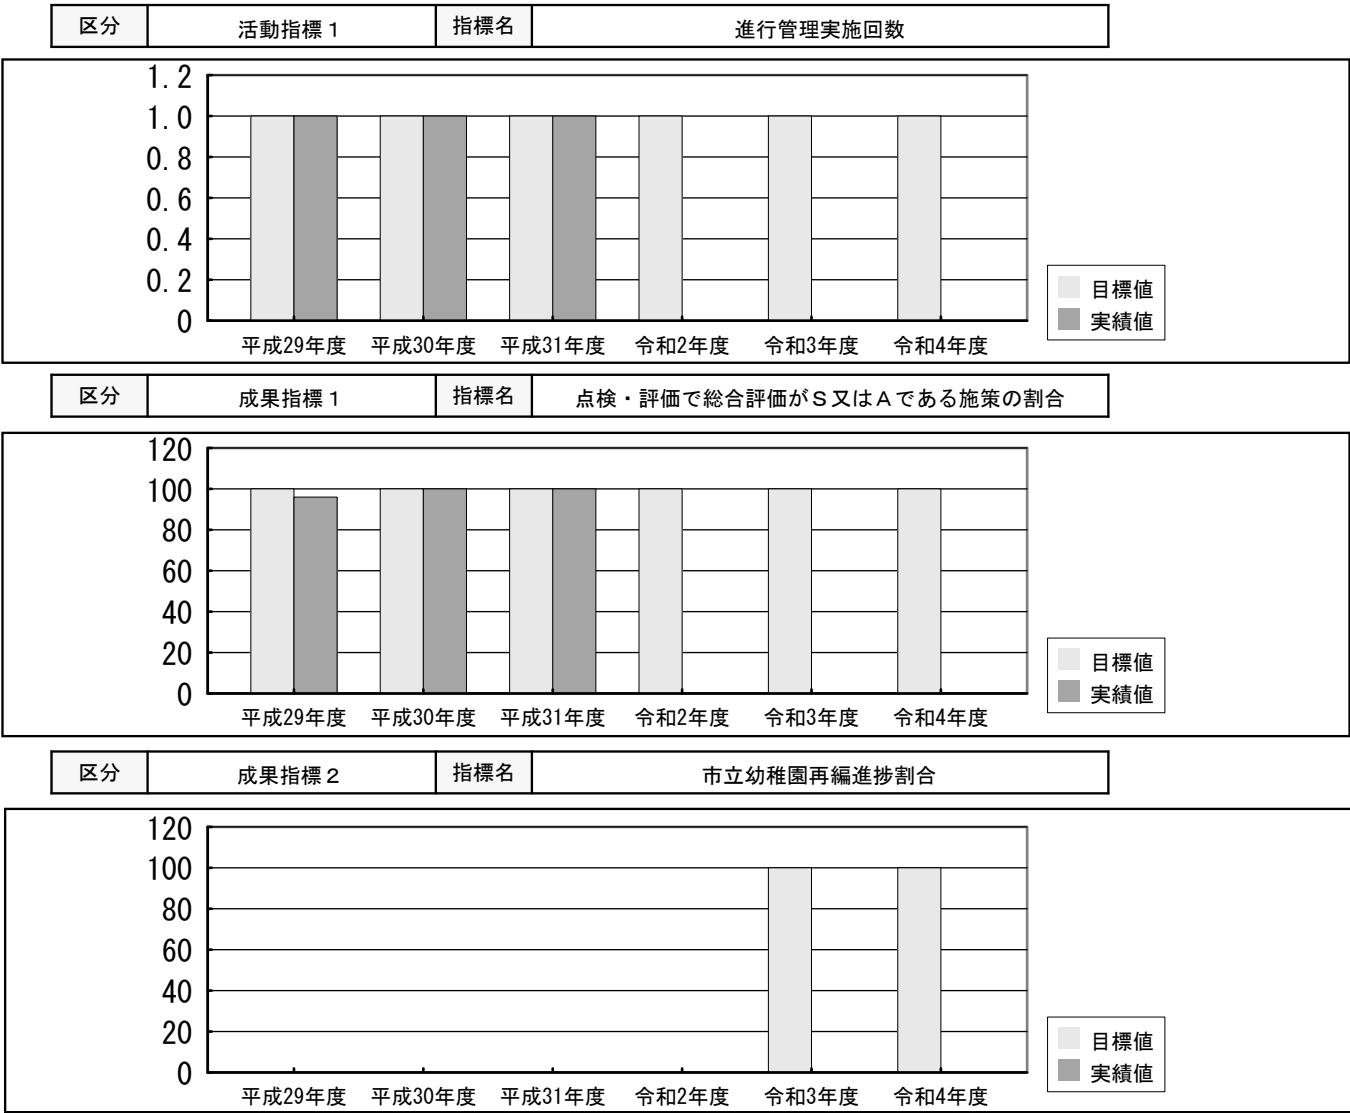 区分 活動指標１ 指標名 進行管理実施回数
1.2
1.0
0.8
0.6
0.4
0.2
0
平成29年度 平成30年度 平成31年度 令和2年度 令和3年度 令和4年度
目標値
実績値
区分 成果指標１ 指標名 点検・評価で総合評価がＳ又はＡである施策の割合
120
100
80
60
40
20
0
平成29年度 平成30年度 平成31年度 令和2年度 令和3年度 令和4年度
目標値
実績値
区分 成果指標２ 指標名 市立幼稚園再編進捗割合
120
100
80
60
40
20
0
平成29年度 平成30年度 平成31年度 令和2年度 令和3年度 令和4年度
目標値
実績値